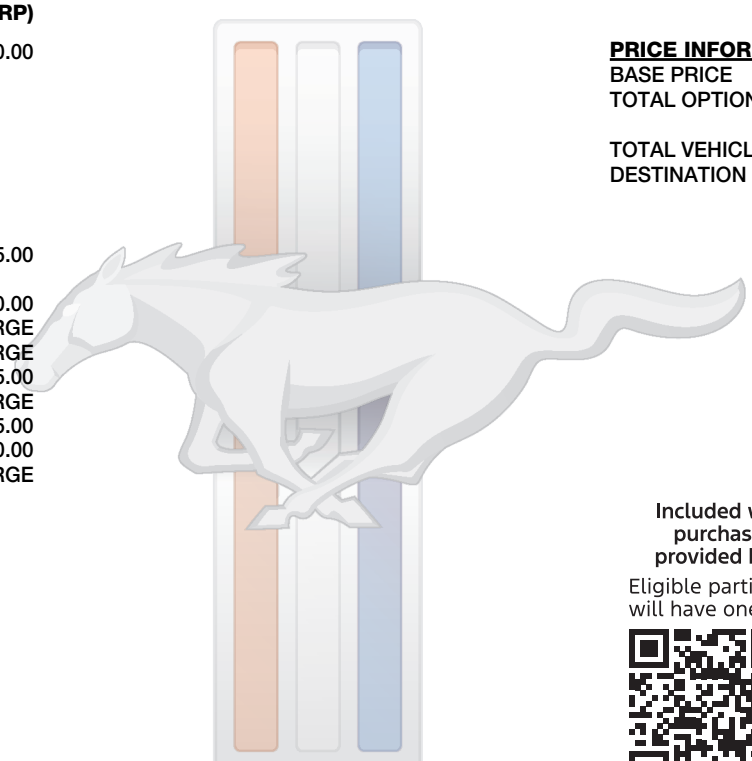 RP)
0.00
5.00
0.00
RGE
RGE
5.00
RGE
5.00
0.00
RGE
PRICE INFOR
BASE PRICE
TOTAL OPTION
TOTAL VEHICL
DESTINATION
Included
purchas
provided
Eligible parti
will have one